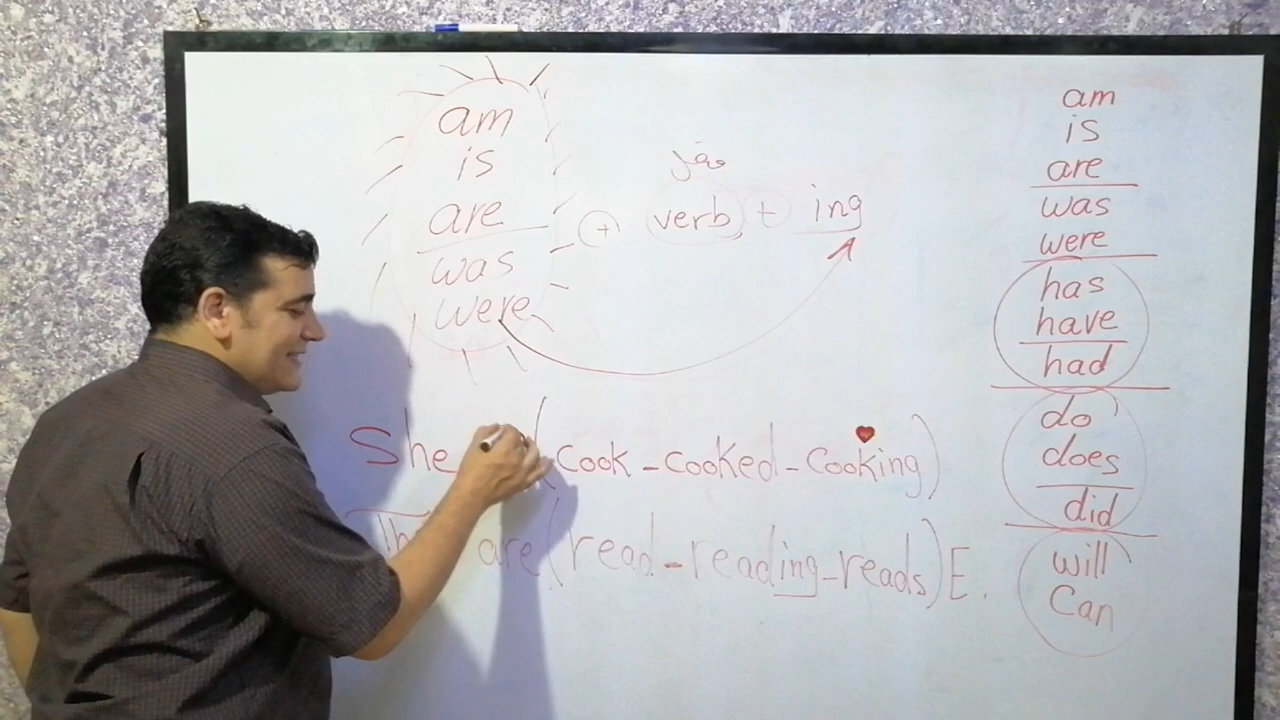 am
is
are
was
were
+ verb + ing
She (cook - cooked - cooking)
are (read - reading - reads) E.
am
is
are
was
were
has
have
had
do
does
did
will
Can